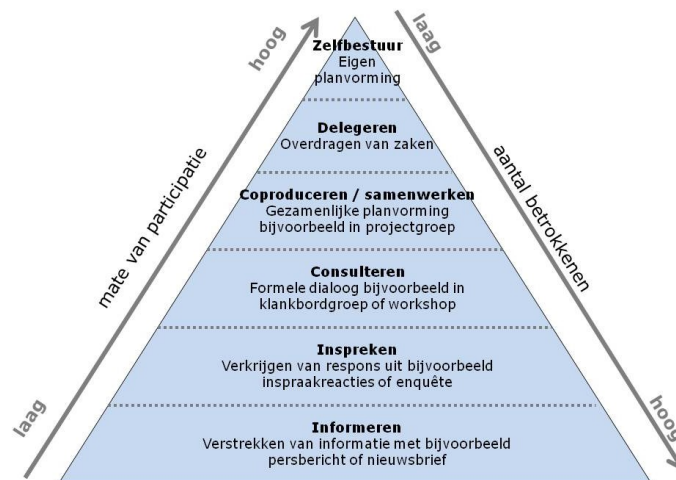 hoog
laag
Zelfbestuur
Eigen
planvorming
Delegeren
Overdragen van zaken
mate van participatie
aantal betrokkenen
Coproduceren / samenwerken
Gezamenlijke planvorming
bijvoorbeeld in projectgroep
Consulteren
Formele dialoog bijvoorbeeld in
klankbordgroep of workshop
Inspreken
Verkrijgen van respons uit bijvoorbeeld
inspraakreacties of enquête
laag
hoog
Informeren
Verstrekken van informatie met bijvoorbeeld
persbericht of nieuwsbrief